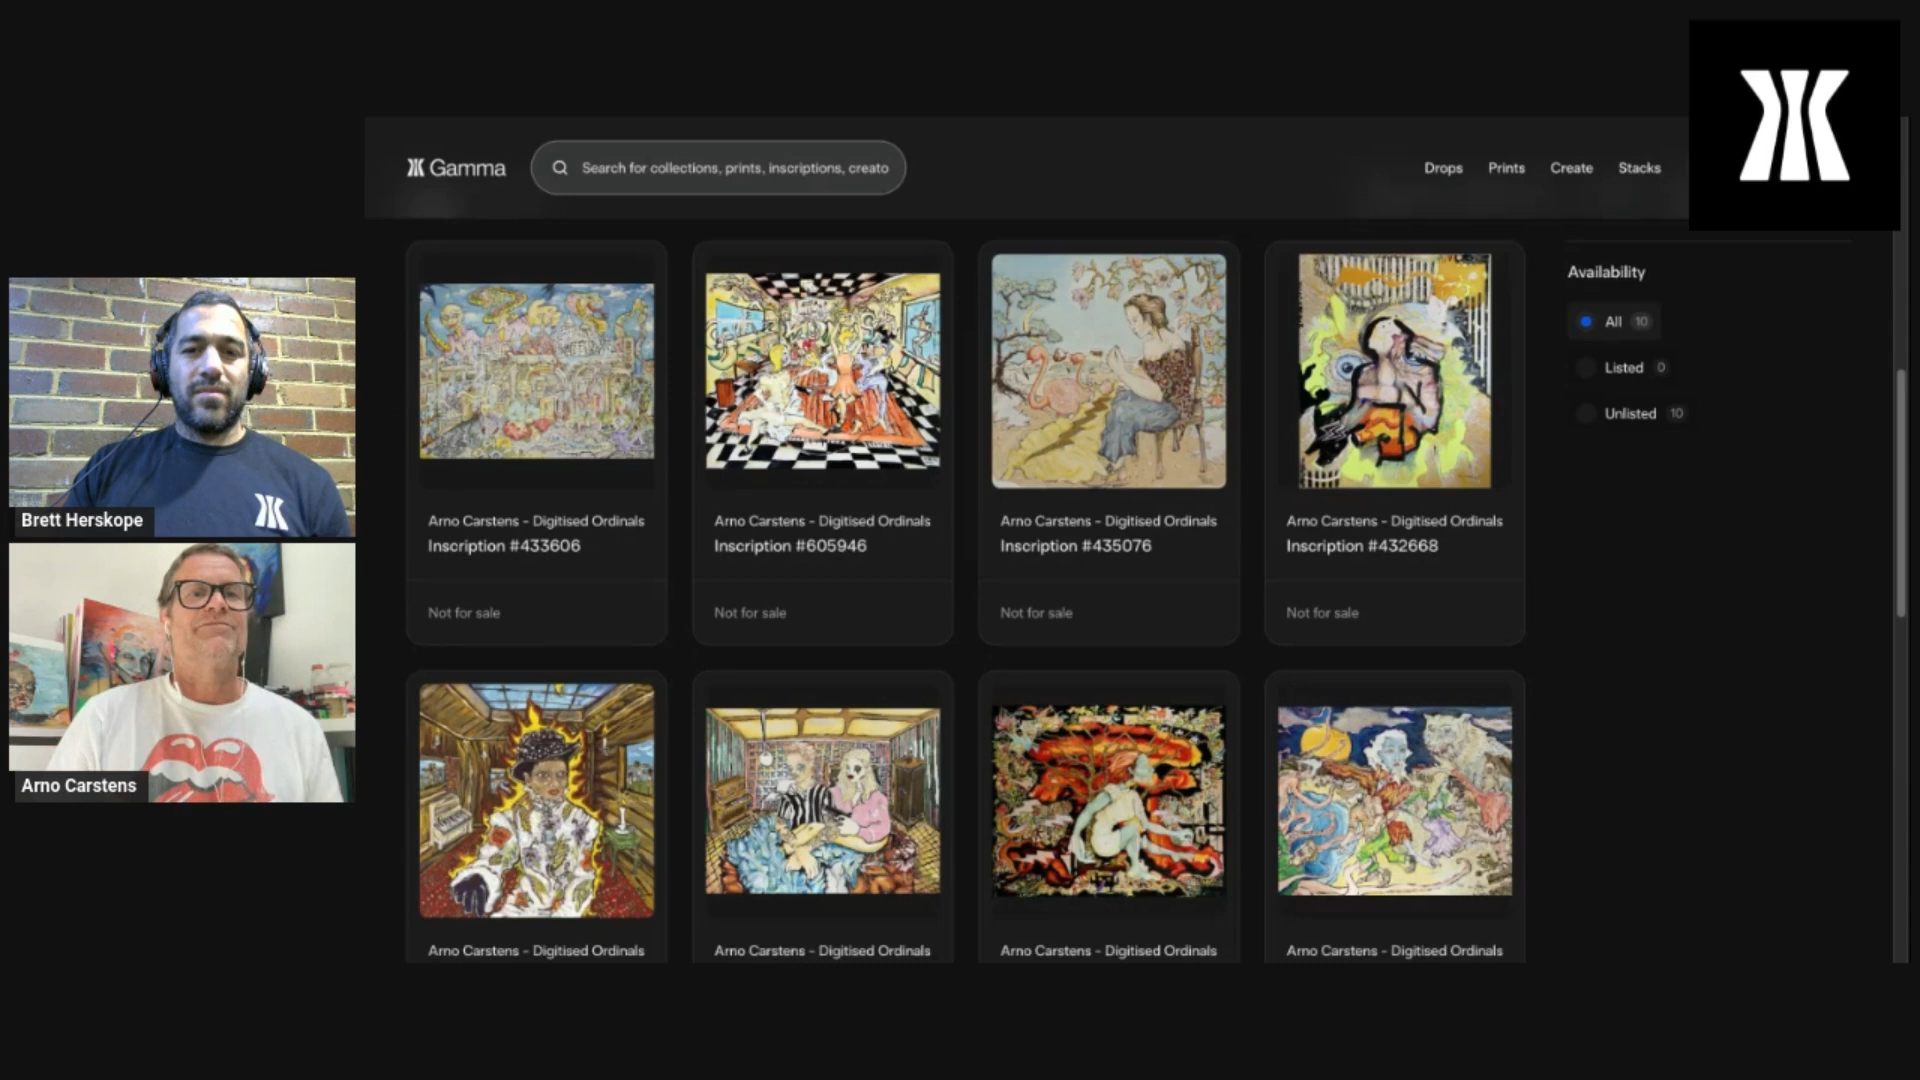 Gamma
Search for collections, prints, inscriptions, creato
Drops
Prints
Create
Stacks
Arno Carstens - Digitised Ordinals
Inscription #433606
Not for sale
Arno Carstens - Digitised Ordinals
Inscription #605946
Not for sale
Arno Carstens - Digitised Ordinals
Inscription #435076
Not for sale
Arno Carstens - Digitised Ordinals
Inscription #432668
Not for sale
Availability
All 10
Listed 0
Unlisted 10
Brett Herskope
Arno Carstens
Arno Carstens - Digitised Ordinals
Arno Carstens - Digitised Ordinals
Arno Carstens - Digitised Ordinals
Arno Carstens - Digitised Ordinals